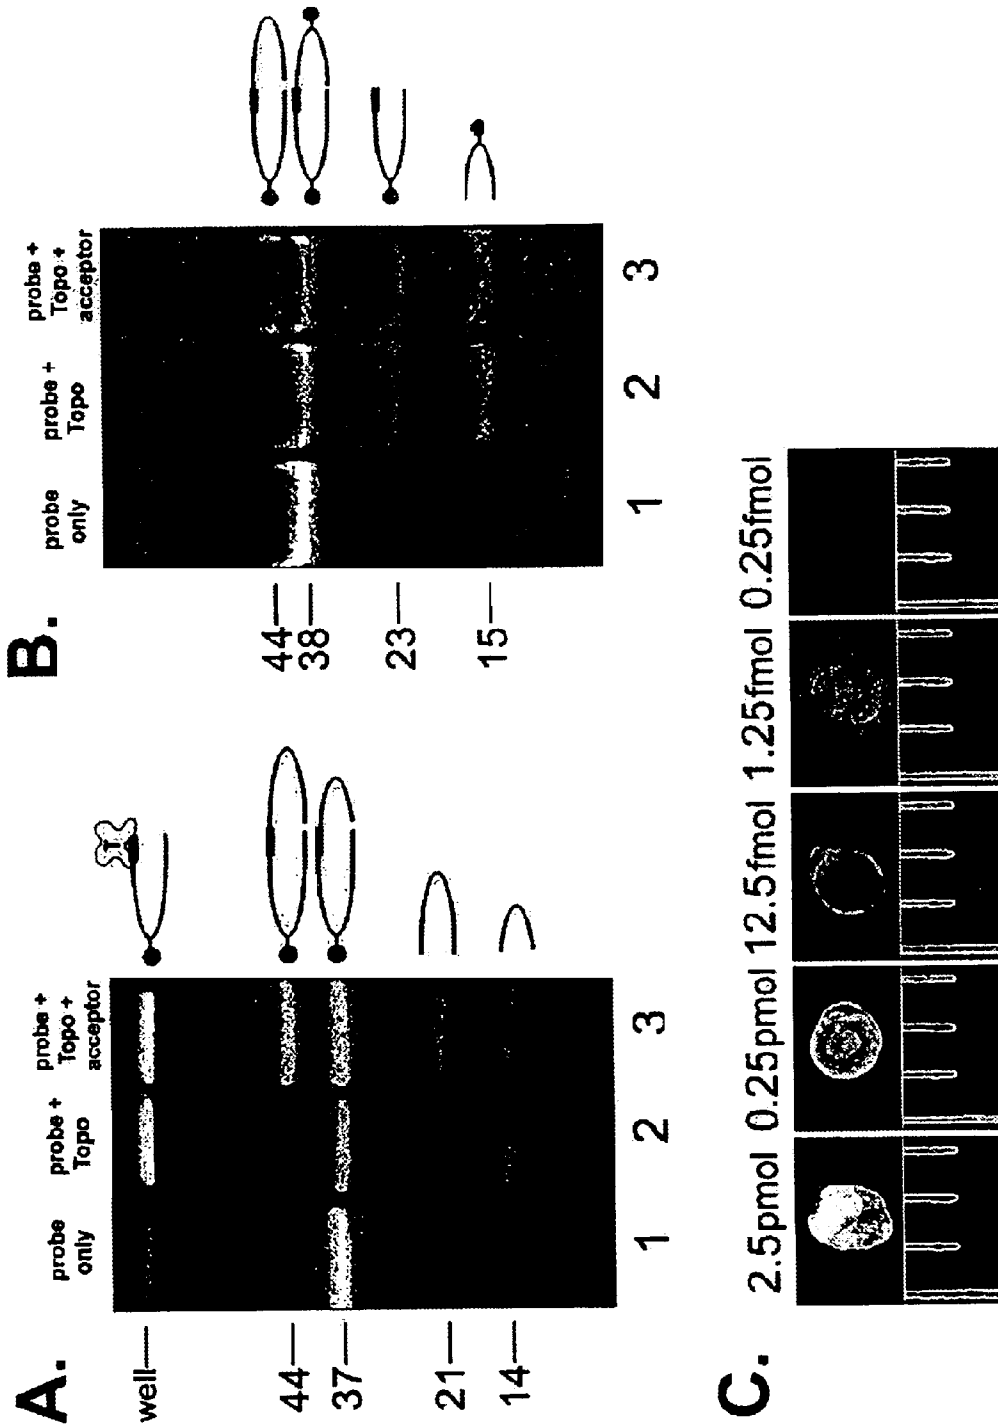 A.
probe
only
probe +
Topo
probe +
Topo +
acceptor
well
44
37
21
14
T
1
2
3
B.
probe
only
probe +
Topo
probe +
Topo +
acceptor
44
38
23
15
1
2
3
C.
2.5pmol 0.25pmol 12.5fmol 1.25fmol 0.25fmol